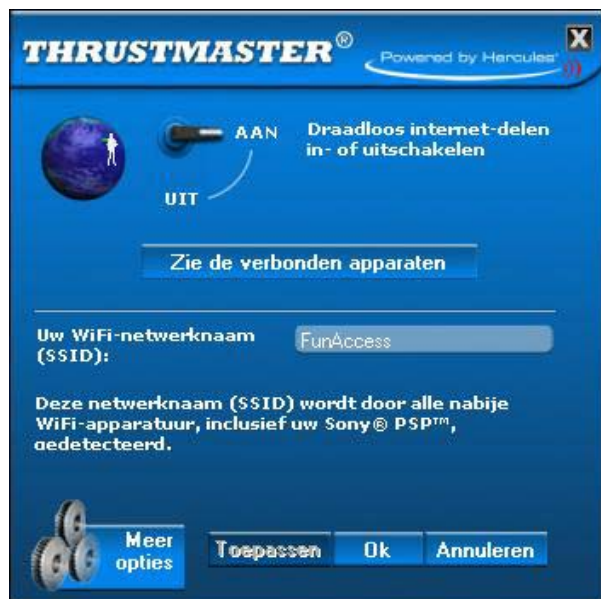 THRUSTMASTER®
Powered by Hercules
X
AAN
UIT
Draadloos internet-delen
in- of uitschakelen
Zie de verbonden apparaten
Uw WiFi-netwerknaam
(SSID):
FunAccess
Deze netwerknaam (SSID) wordt door alle nabije
WiFi-apparatuur, inclusief uw Sony® PSP™,
gedetecteerd.
Meer
opties
Toepassen
Ok
Annuleren